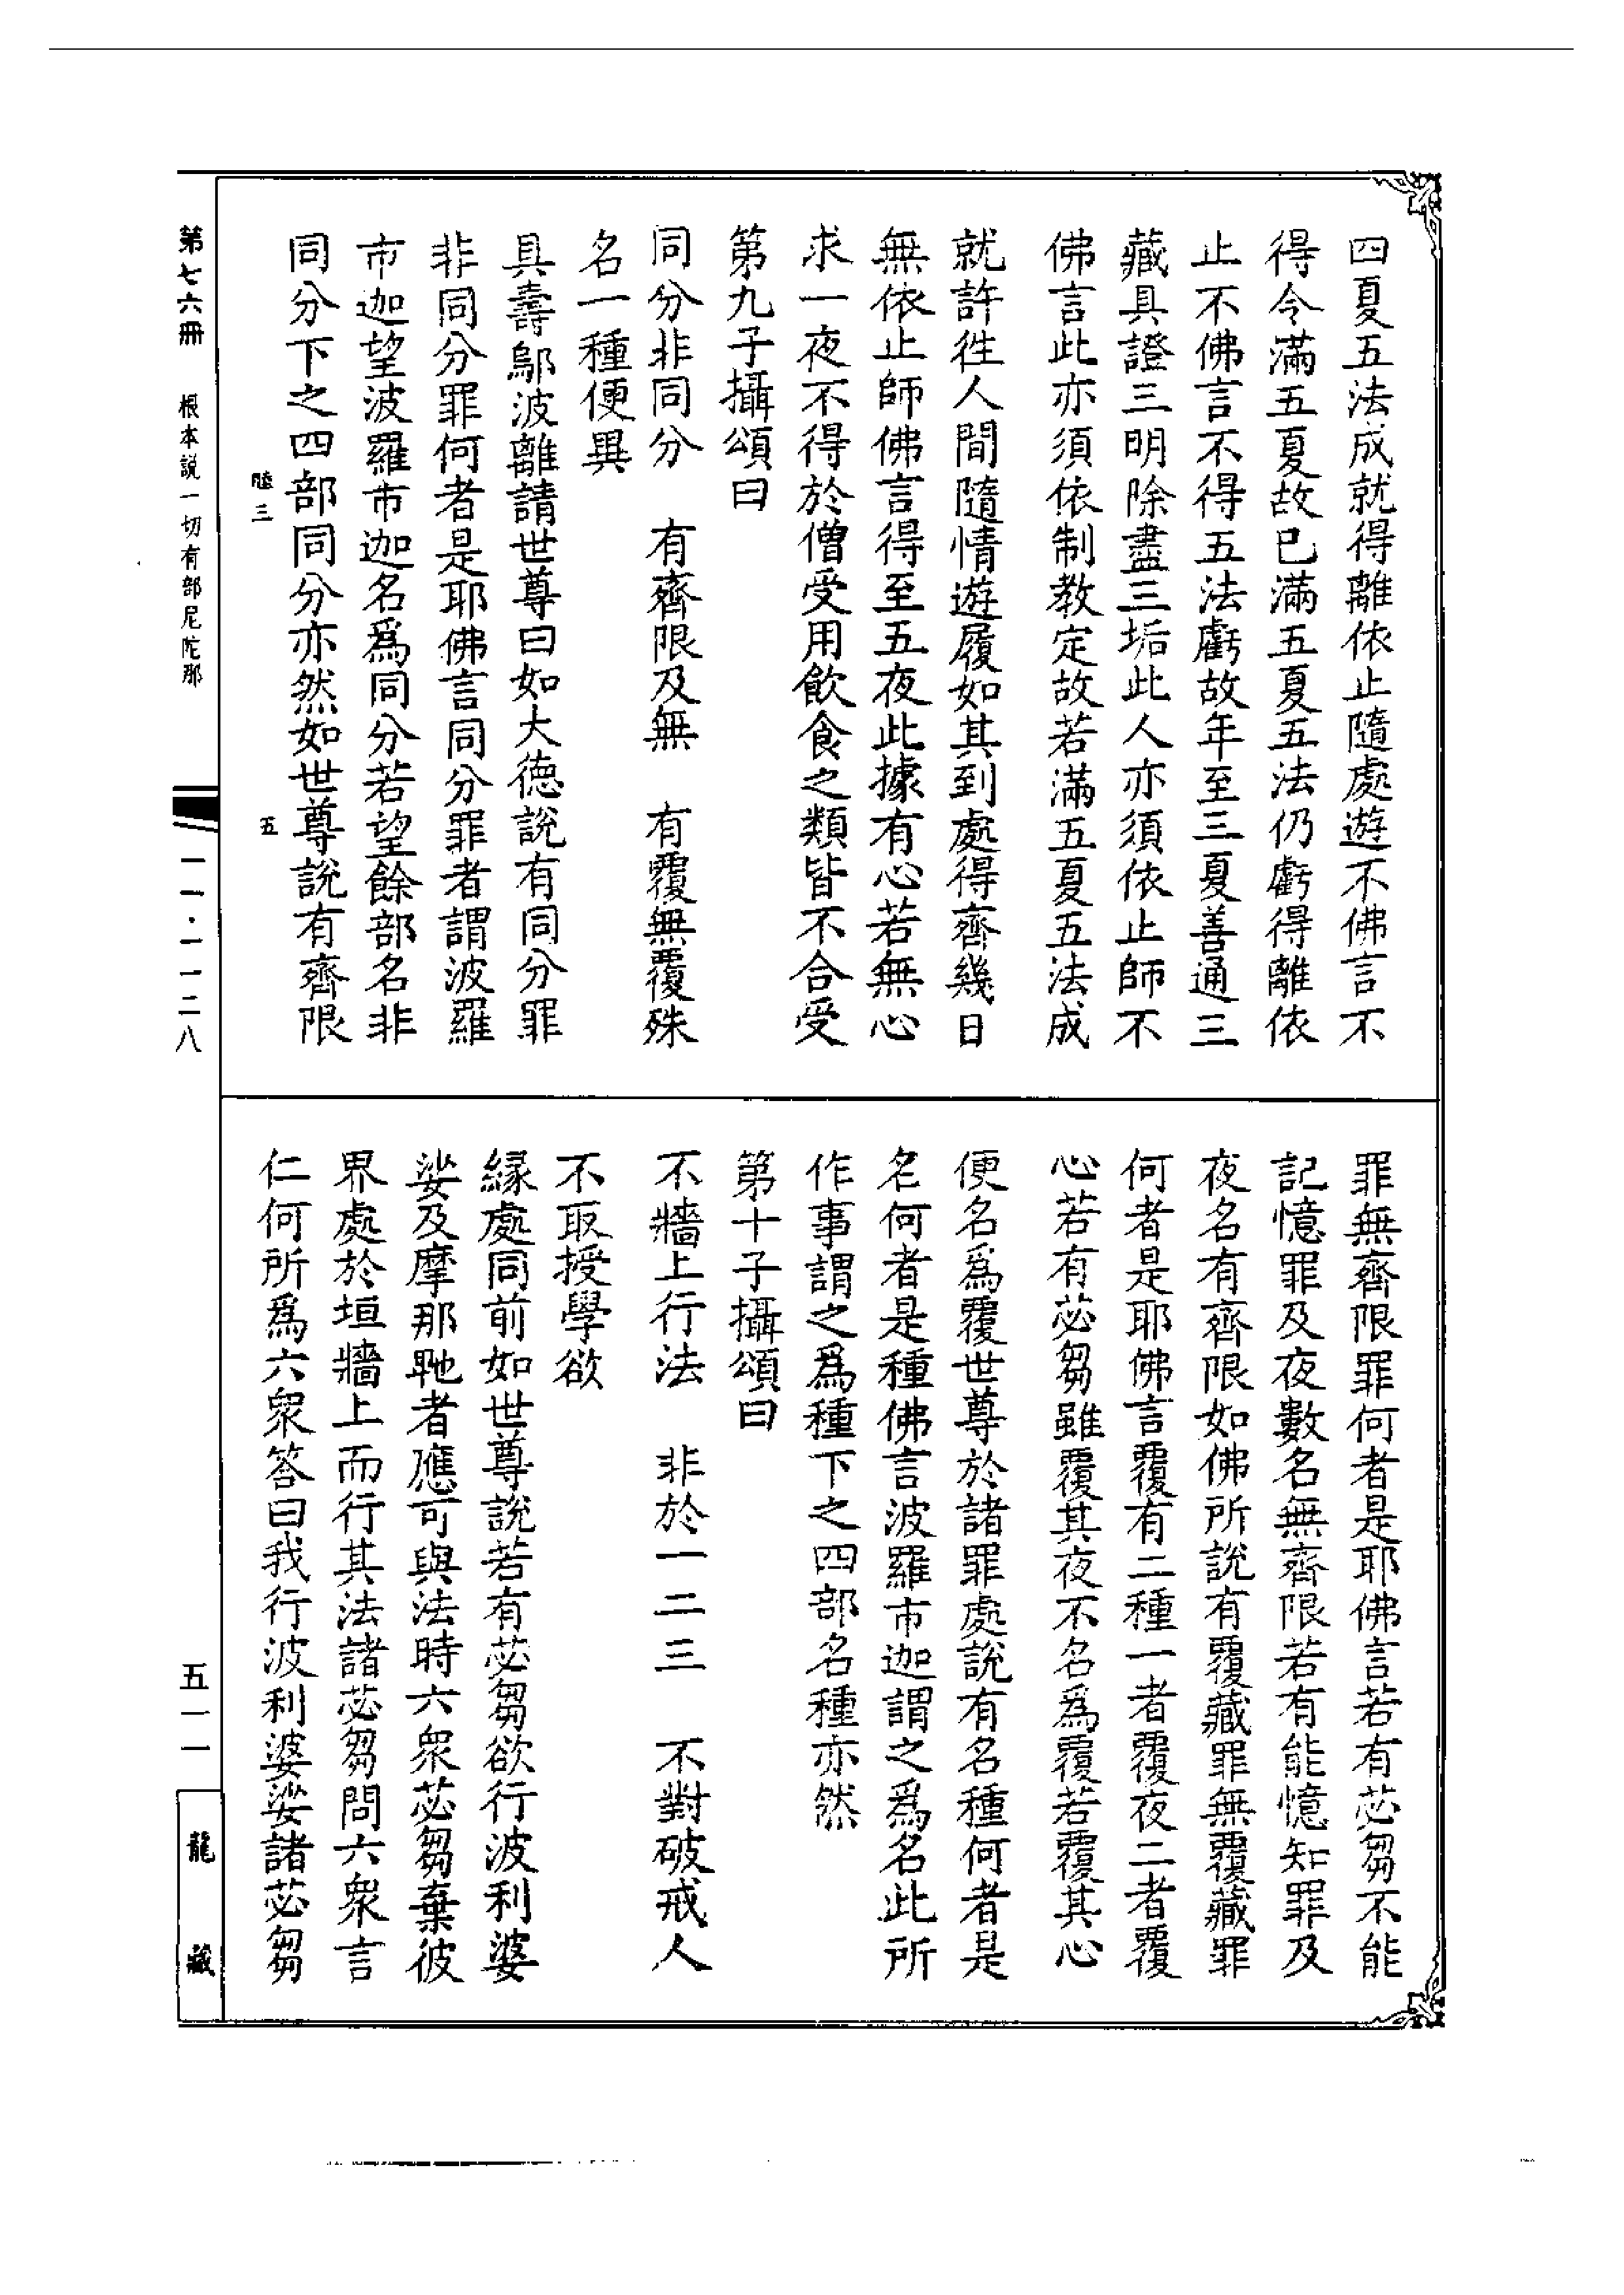 四夏五法成就得離依止隨處遊不佛言不
得令滿五夏故已滿五夏五法仍虧得離依
止不佛言不得五法虧故年至三夏善通三
藏具證三明除盡三垢此人亦須依止師不
佛言此亦須依制教定故若滿五夏五法成
就許徃人間隨情遊履如其到處得齊幾日
無依止師佛言得至五夜此據有心若無心
求一夜不得於僧受用飲食之類皆不合受
第九子攝頌曰
同分非同分　有齊限及無　有覆無覆殊
名一種便異
具壽鄔波離請世尊曰如大德說有同分罪
非同分罪何者是耶佛言同分罪者謂波羅
市迦望波羅市迦名爲同分若望餘部名非
同分下之四部同分亦然如世尊說有齊限
罪無齊限罪何者是耶佛言若有苾芻不能
記憶罪及夜數名無齊限若有能憶知罪及
夜名有齊限如佛所說有覆藏罪無覆藏罪
何者是耶佛言覆有二種一者覆夜二者覆
心若有苾芻雖覆其夜不名爲覆若覆其心
便名爲覆世尊於諸罪處說有名種何者是
名何者是種佛言波羅市迦謂之爲名此所
作事謂之爲種下之四部名種亦然
第十子攝頌曰
不牆上行法　非於一二三　不對破戒人
不取授學欲
緣處同前如世尊說若有苾芻欲行波利婆
娑及摩那𠯗者應可與法時六衆苾芻棄彼
界處於垣牆上而行其法諸苾芻問六衆言
仁何所爲六衆答曰我行波利婆娑諸苾芻
第七六冊　根本説一切有部尼陀那
睦三　五
一一·一一二八
五一一
龍藏